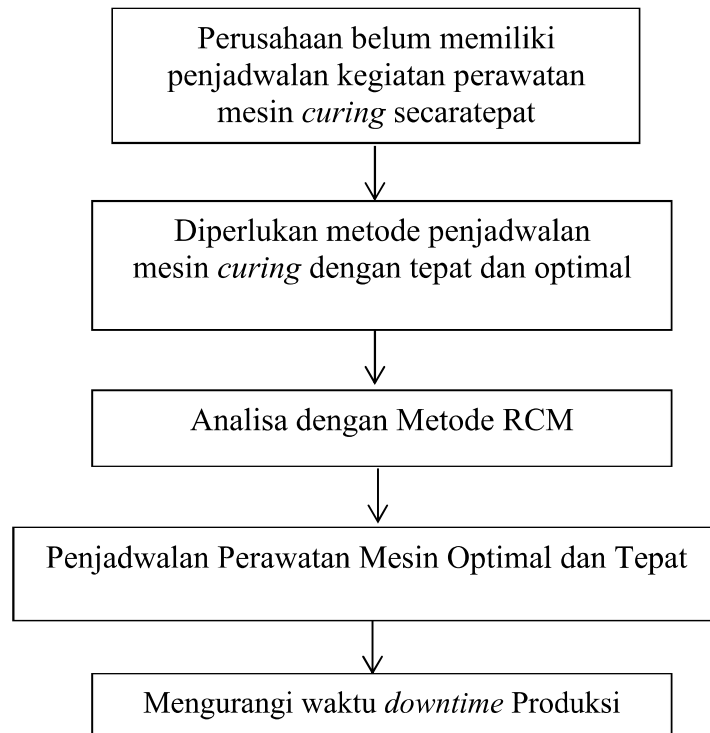 Perusahaan belum memiliki
penjadwalan kegiatan perawatan
mesin curing secaratepat
Diperlukan metode penjadwalan
mesin curing dengan tepat dan optimal
Analisa dengan Metode RCM
Penjadwalan Perawatan Mesin Optimal dan Tepat
Mengurangi waktu downtime Produksi